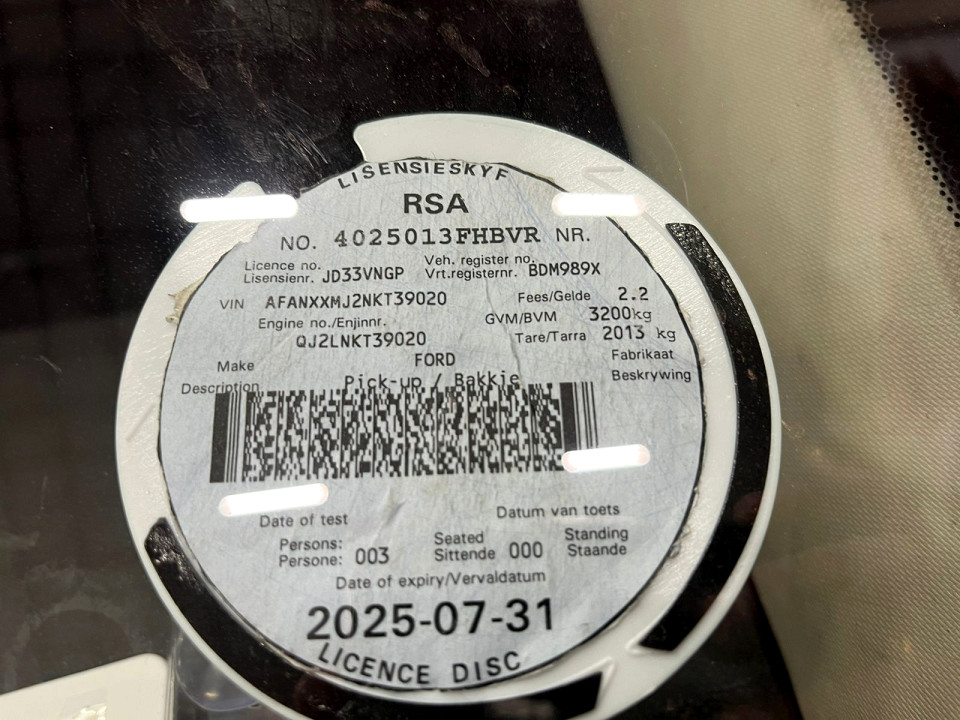 LISENSIESKYF
RSA
NO. 4025013FHBVR NR.
Licence no. Veh. register no.
Lisensienr. JD33VNGP Vrt.registernr. BDM989X
VIN AFANXXMJ2NKT39020 Fees/Gelde 2.2
Engine no./Enjinnr. GVM/BVM 3200kg
QJ2LNKT39020 Tare/Tarra 2013 kg
Make FORD Fabrikaat
Description Pick-up / Bakkie Beskrywing
Date of test Datum van toets
Persons: Seated Standing
Persone: 003 Sittende 000 Staande
Date of expiry/Vervaldatum
2025-07-31
LICENCE DISC